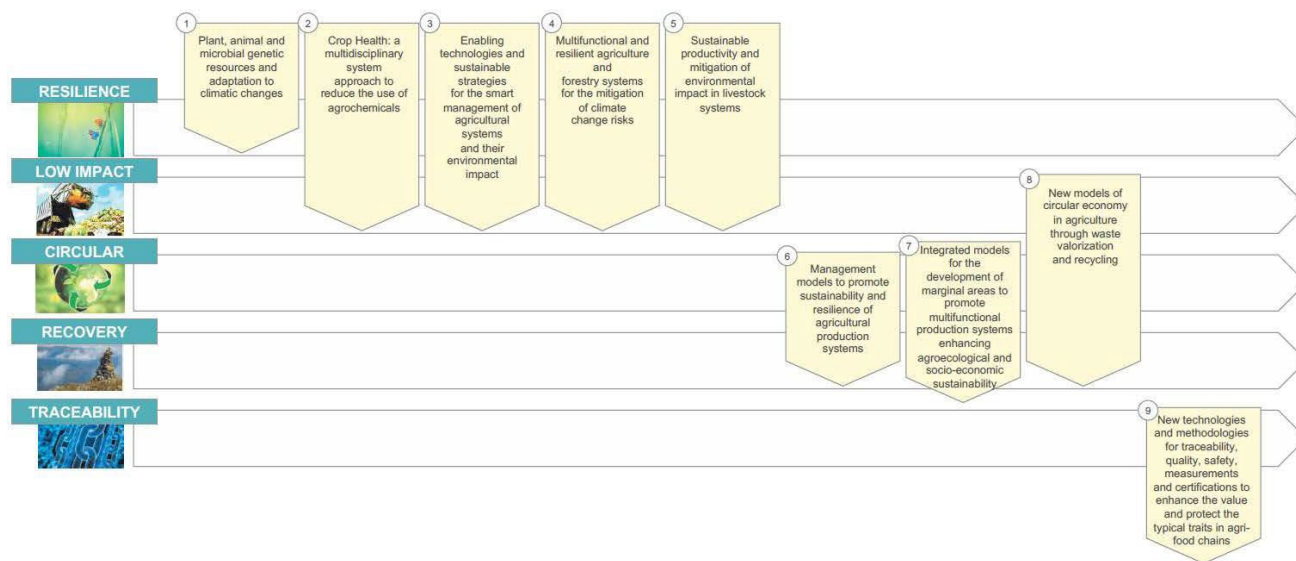 1
Plant, animal and
microbial genetic
resources and
adaptation to
climatic changes
2
Crop Health: a
multidisciplinary
system
approach to
reduce the use of
agrochemicals
3
Enabling
technologies and
sustainable
strategies
for the smart
management of
agricultural
systems
and their
environmental
impact
4
Multifunctional and
resilient agriculture
and
forestry systems
for the mitigation
of climate
change risks
5
Sustainable
productivity and
mitigation of
environmental
impact in livestock
systems
RESILIENCE
LOW IMPACT
8
New models of
circular economy
in agriculture
through waste
valorization
and recycling
CIRCULAR
6
Management
models to promote
sustainability and
resilience of
agricultural
production
systems
7
Integrated models
for the
development of
marginal areas to
promote
multifunctional
production systems
enhancing
agroecological and
socio-economic
sustainability
RECOVERY
TRACEABILITY
9
New technologies
and methodologies
for traceability,
quality, safety,
measurements
and certifications to
enhance the value
and protect the
typical traits in agri-
food chains